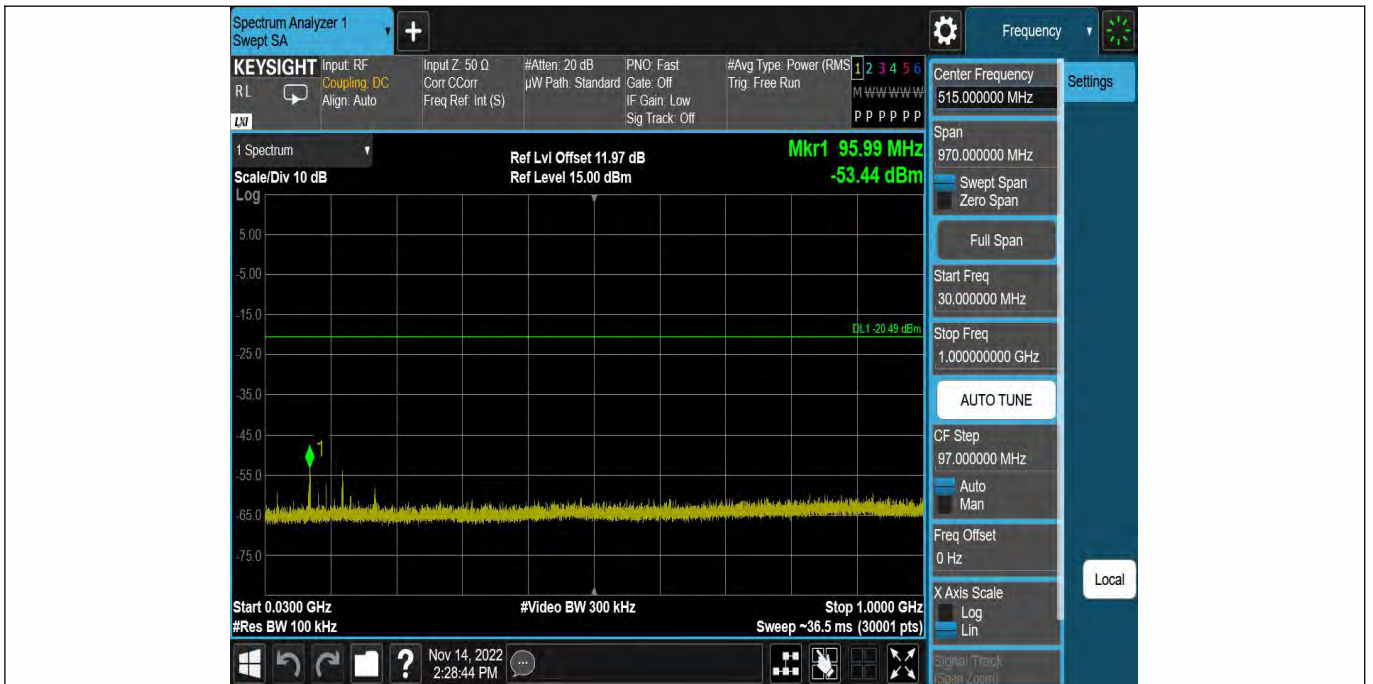 Spectrum Analyzer 1
Swept SA
+
Frequency
KEYSIGHT
RL
LXI
Input: RF
Coupling: DC
Align: Auto
Input Z: 50 Ω
Corr CCorr
Freq Ref: Int (S)
#Atten: 20 dB
µW Path: Standard
PNO: Fast
Gate: Off
IF Gain: Low
Sig Track: Off
#Avg Type: Power (RMS
Trig: Free Run
1 2 3 4 5 6
M W W W W W
P P P P P P
1 Spectrum
Scale/Div 10 dB
Log
Ref Lvl Offset 11.97 dB
Ref Level 15.00 dBm
Mkr1 95.99 MHz
-53.44 dBm
5.00
-5.00
-15.0
DL1 -20.49 dBm
-25.0
-35.0
-45.0
1
-55.0
-65.0
-75.0
Start 0.0300 GHz
#Res BW 100 kHz
#Video BW 300 kHz
Stop 1.0000 GHz
Sweep ~36.5 ms (30001 pts)
?
Nov 14, 2022
2:28:44 PM
Center Frequency
515.000000 MHz
Settings
Span
970.000000 MHz
Swept Span
Zero Span
Full Span
Start Freq
30.000000 MHz
Stop Freq
1.000000000 GHz
AUTO TUNE
CF Step
97.000000 MHz
Auto
Man
Freq Offset
0 Hz
X Axis Scale
Log
Lin
Local
Signal Track
(Span Zoom)